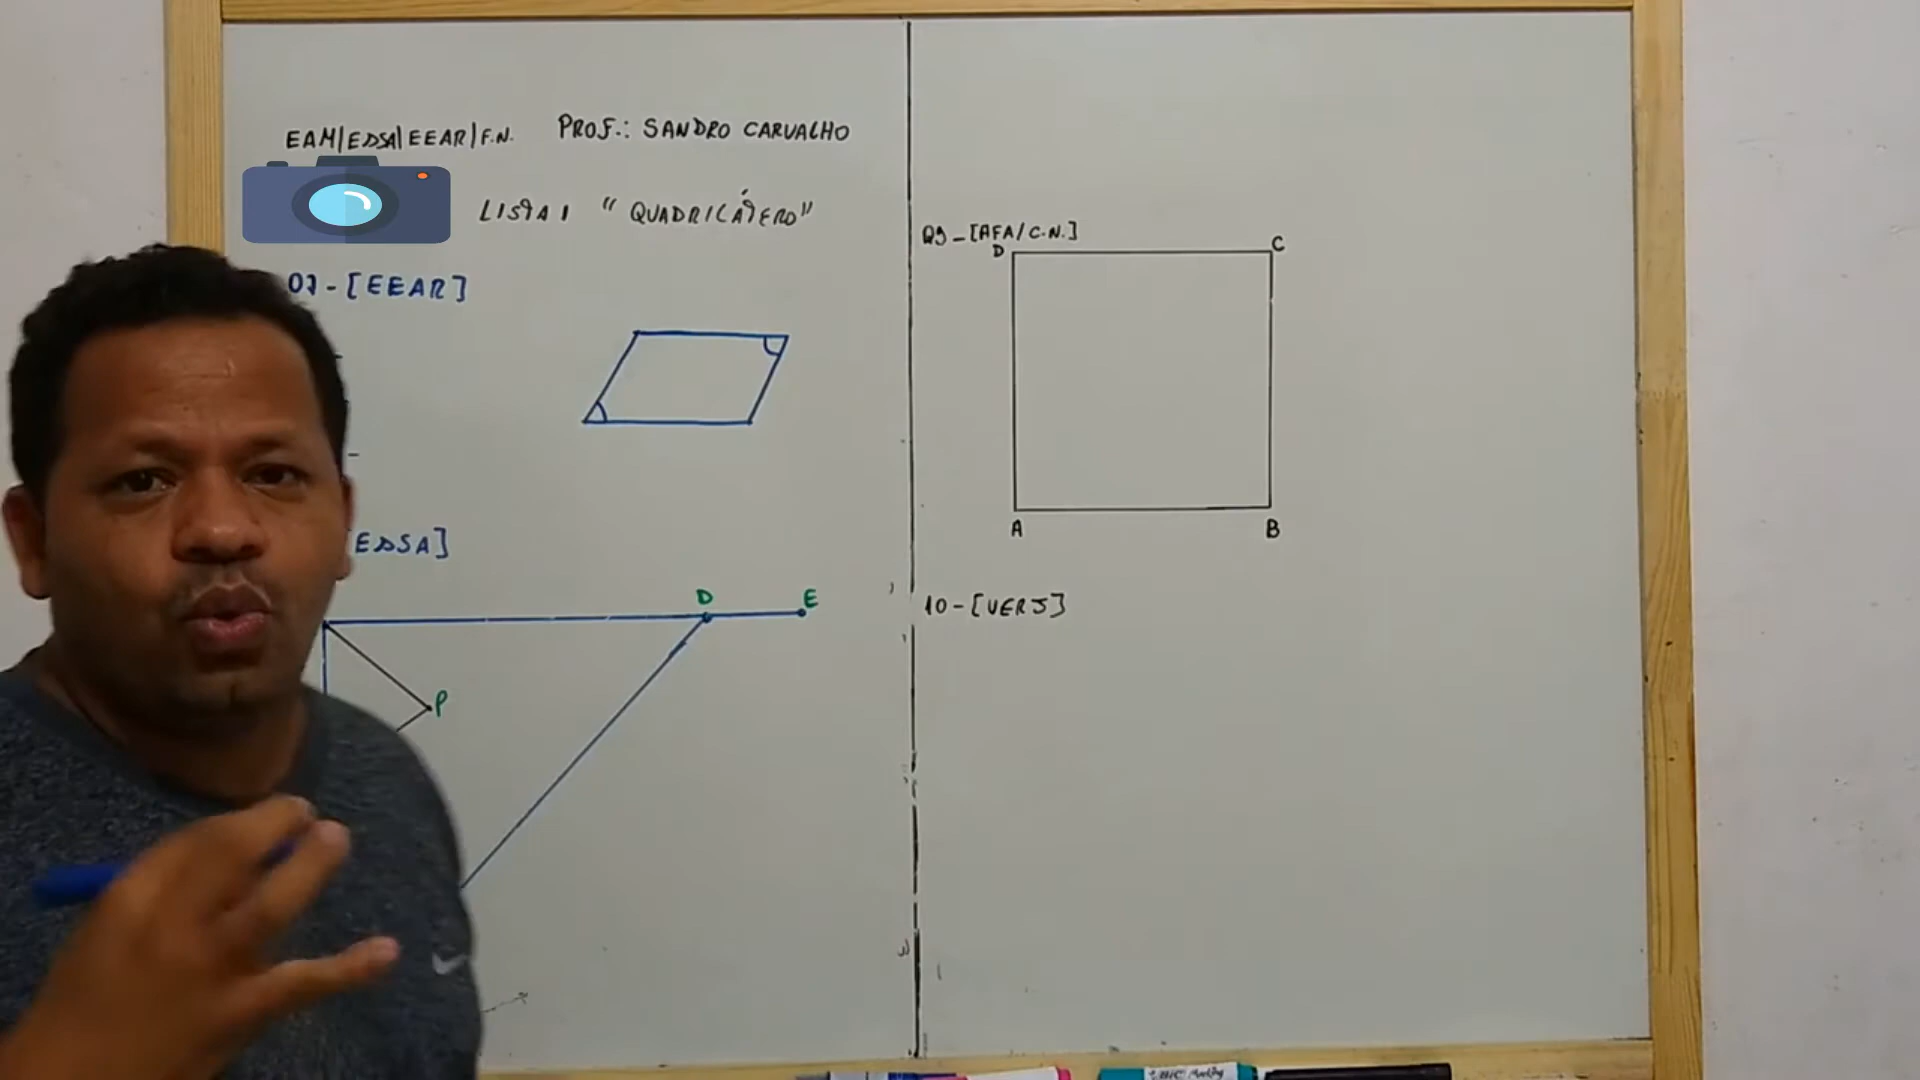 EAM/EDSA/EEAR/F.N. PROF.: SANDRO CARVALHO
LISTA 1 "QUADRILÁTERO"
07 - [EEAR]
[EDSA]
D E
P
09 - [AFA/C.N.]
D C
A B
10 - [UERJ]